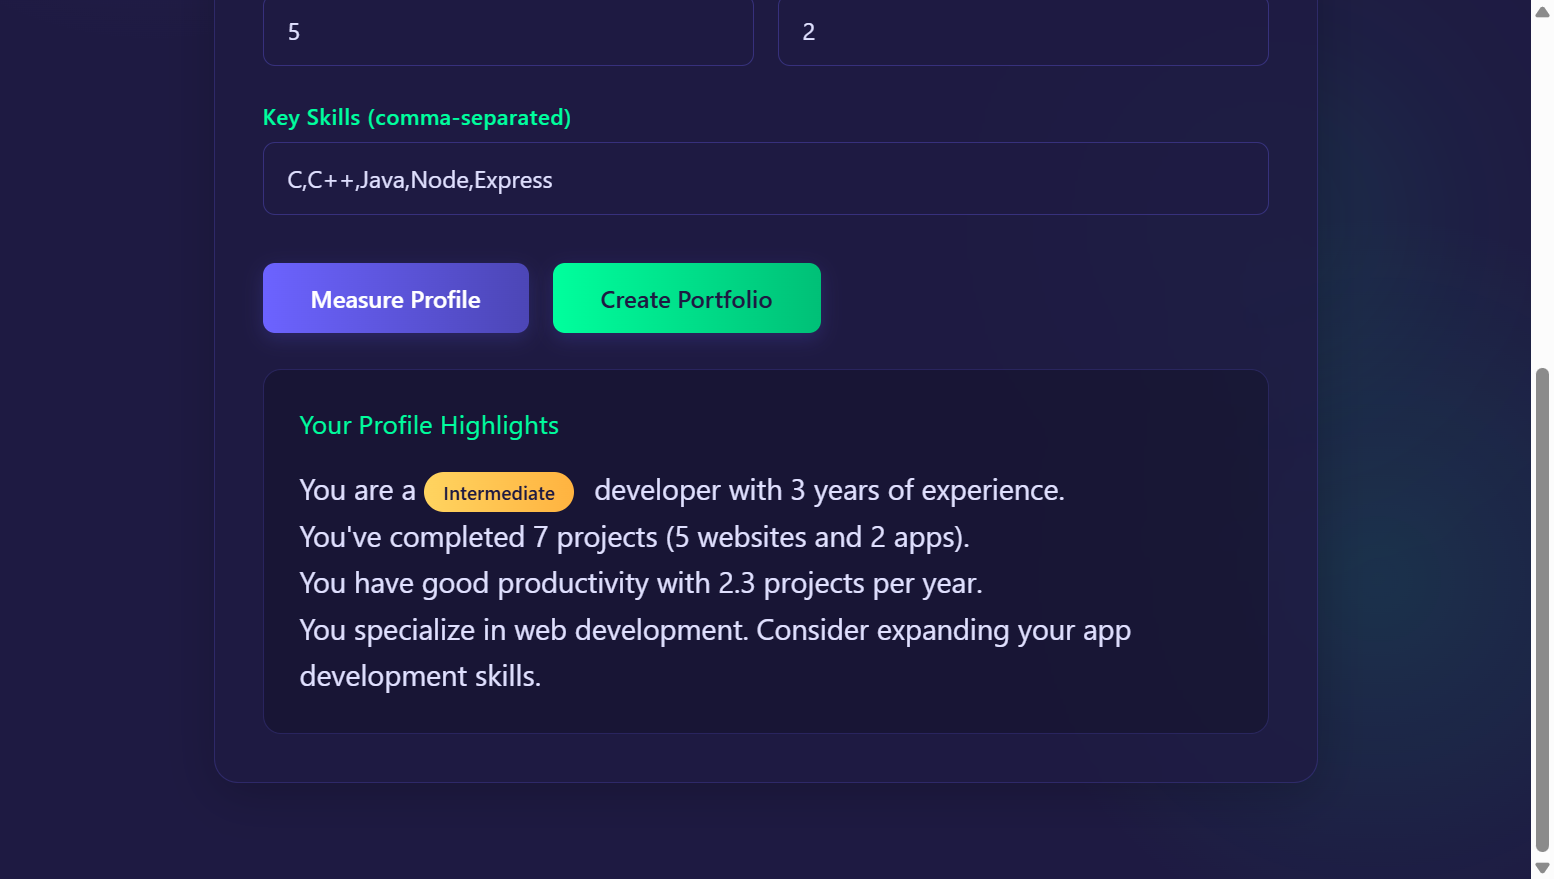 5 2
Key Skills (comma-separated)
C,C++,Java,Node,Express
Measure Profile Create Portfolio
Your Profile Highlights
You are a Intermediate developer with 3 years of experience.
You've completed 7 projects (5 websites and 2 apps).
You have good productivity with 2.3 projects per year.
You specialize in web development. Consider expanding your app
development skills.